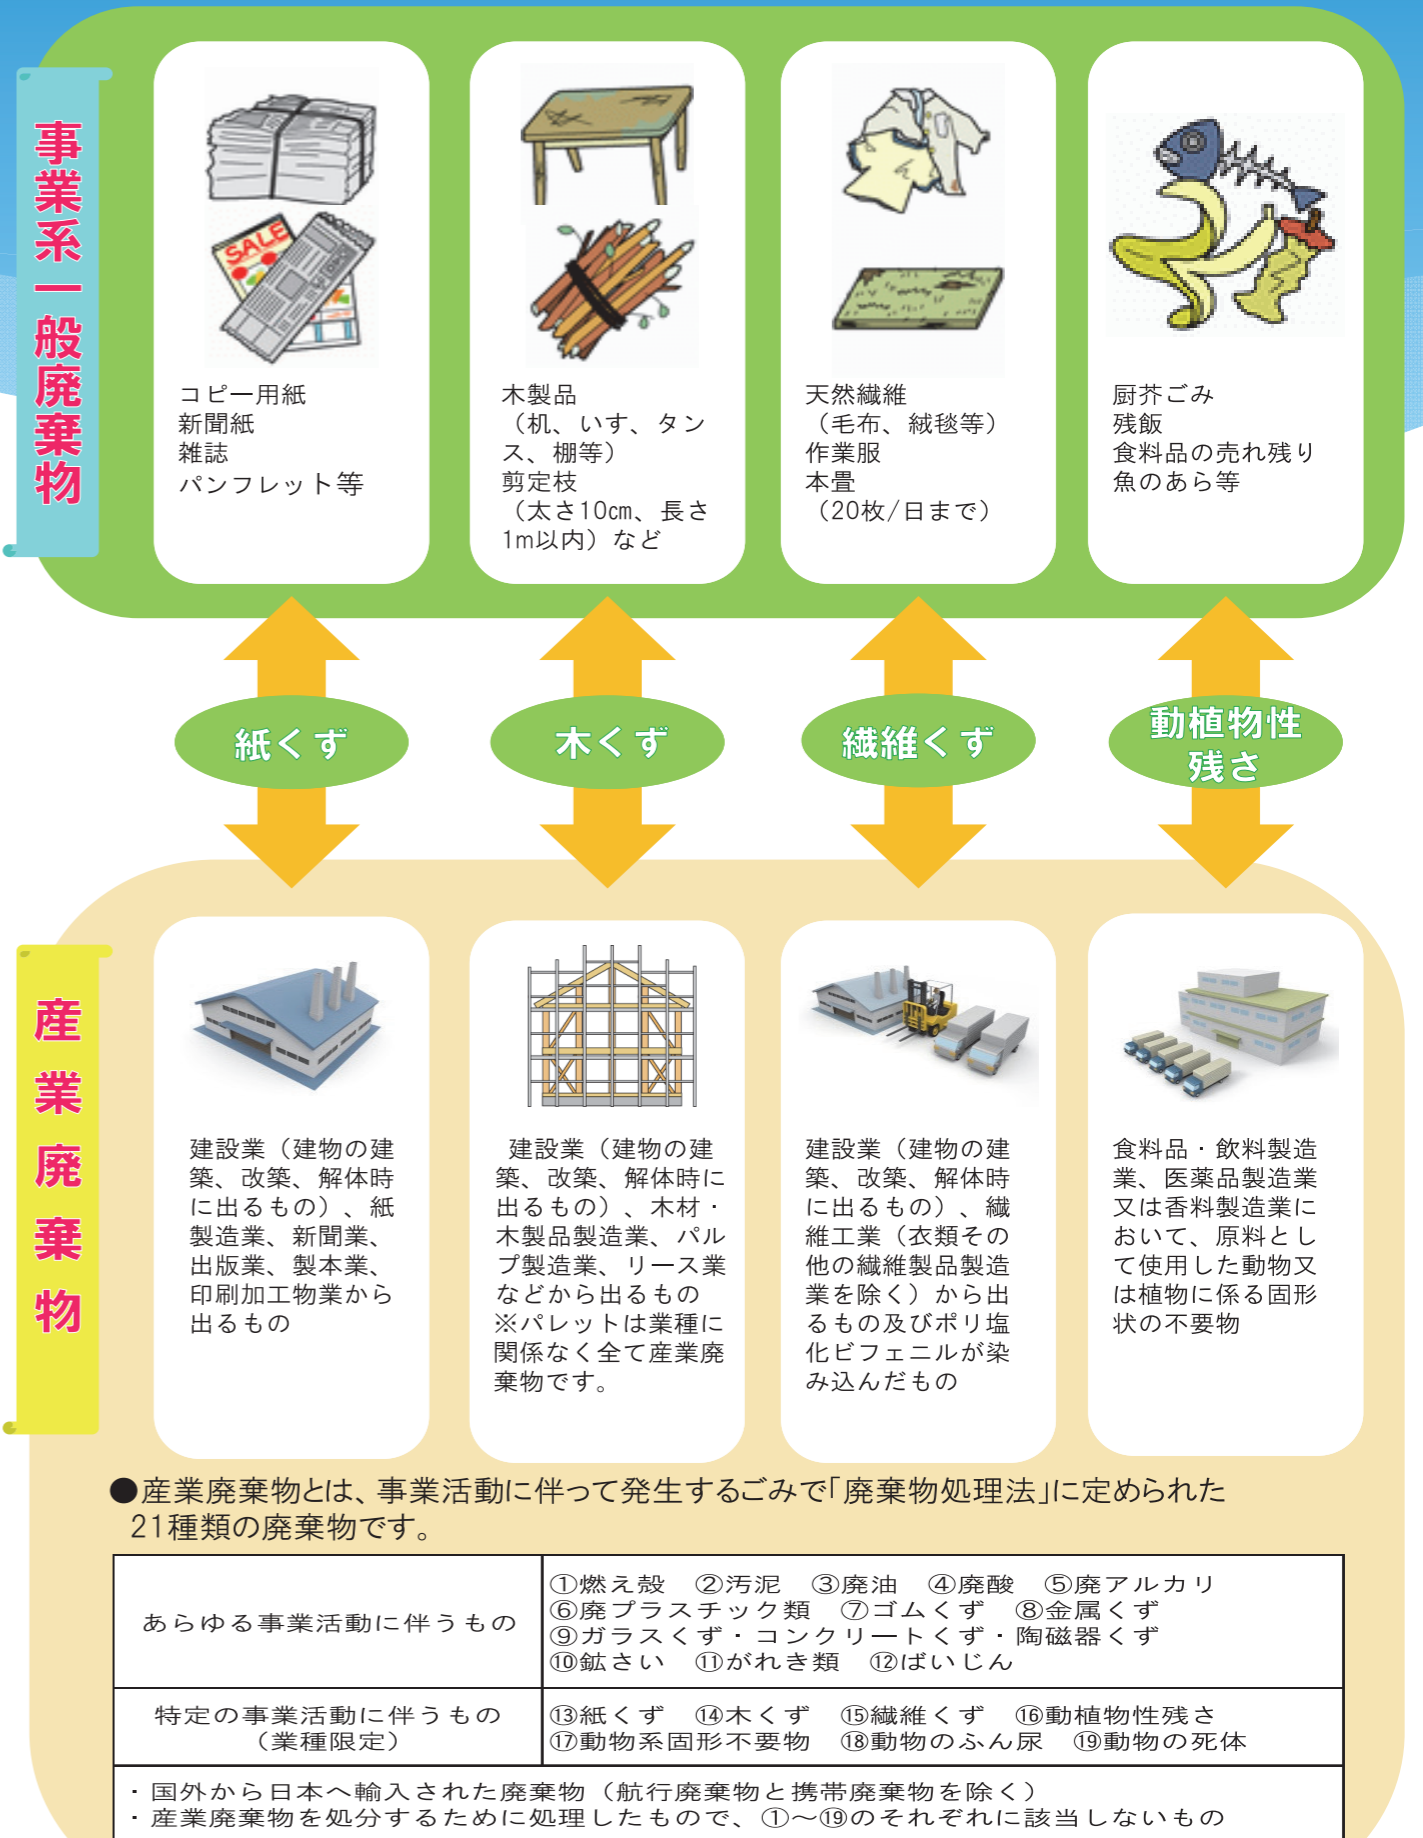 事業系一般廃棄物
SALE
コピー用紙
新聞紙
雑誌
パンフレット等
木製品
（机、いす、タン
ス、棚等）
剪定枝
（太さ10㎝、長さ
1m以内）など
天然繊維
（毛布、絨毯等）
作業服
本畳
（20枚/日まで）
厨芥ごみ
残飯
食料品の売れ残り
魚のあら等
紙くず
木くず
繊維くず
動植物性
残さ
産業廃棄物
建設業（建物の建
築、改築、解体時
に出るもの）、紙
製造業、新聞業、
出版業、製本業、
印刷加工物業から
出るもの
建設業（建物の建
築、改築、解体時に
出るもの）、木材・
木製品製造業、パル
プ製造業、リース業
などから出るもの
※パレットは業種に
関係なく全て産業廃
棄物です。
建設業（建物の建
築、改築、解体時
に出るもの）、繊
維工業（衣類その
他の繊維製品製造
業を除く）から出
るもの及びポリ塩
化ビフェニルが染
み込んだもの
食料品・飲料製造
業、医薬品製造業
又は香料製造業に
おいて、原料とし
て使用した動物又
は植物に係る固形
状の不要物
●産業廃棄物とは、事業活動に伴って発生するごみで「廃棄物処理法」に定められた
21種類の廃棄物です。
あらゆる事業活動に伴うもの
①燃え殻　②汚泥　③廃油　④廃酸　⑤廃アルカリ
⑥廃プラスチック類　⑦ゴムくず　⑧金属くず
⑨ガラスくず・コンクリートくず・陶磁器くず
⑩鉱さい　⑪がれき類　⑫ばいじん
特定の事業活動に伴うもの
（業種限定）
⑬紙くず　⑭木くず　⑮繊維くず　⑯動植物性残さ
⑰動物系固形不要物　⑱動物のふん尿　⑲動物の死体
・国外から日本へ輸入された廃棄物（航行廃棄物と携帯廃棄物を除く）
・産業廃棄物を処分するために処理したもので、①～⑲のそれぞれに該当しないもの